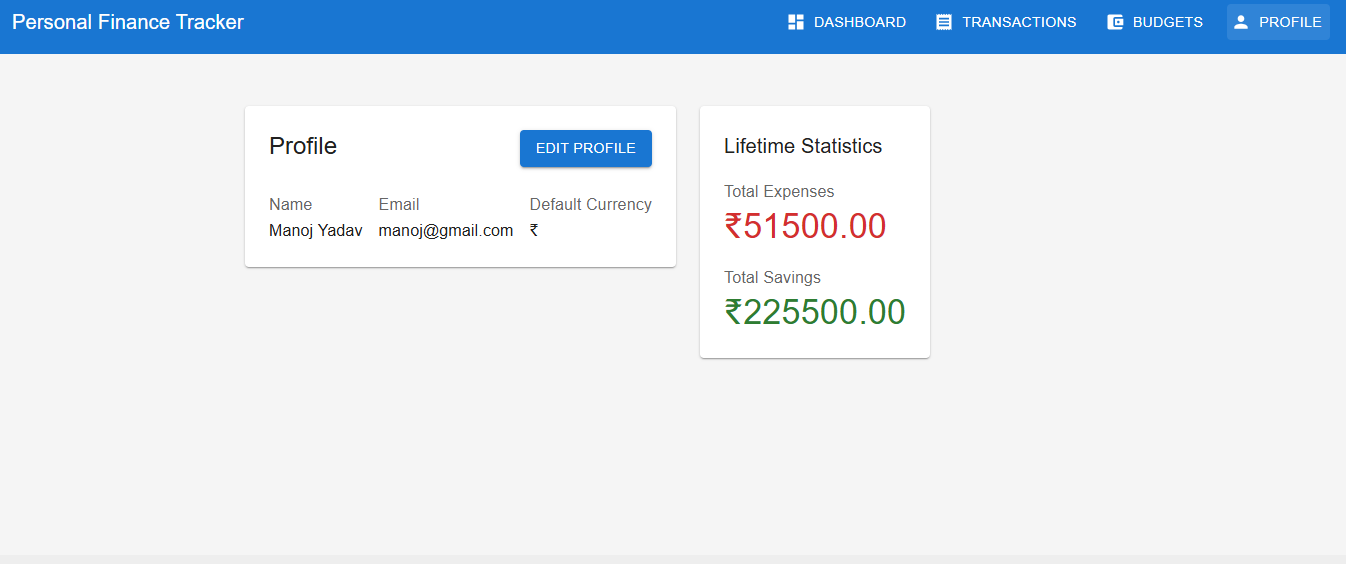 Personal Finance Tracker
DASHBOARD
TRANSACTIONS
BUDGETS
PROFILE
Profile
EDIT PROFILE
Name
Manoj Yadav
Email
manoj@gmail.com
Default Currency
₹
Lifetime Statistics
Total Expenses
₹51500.00
Total Savings
₹225500.00